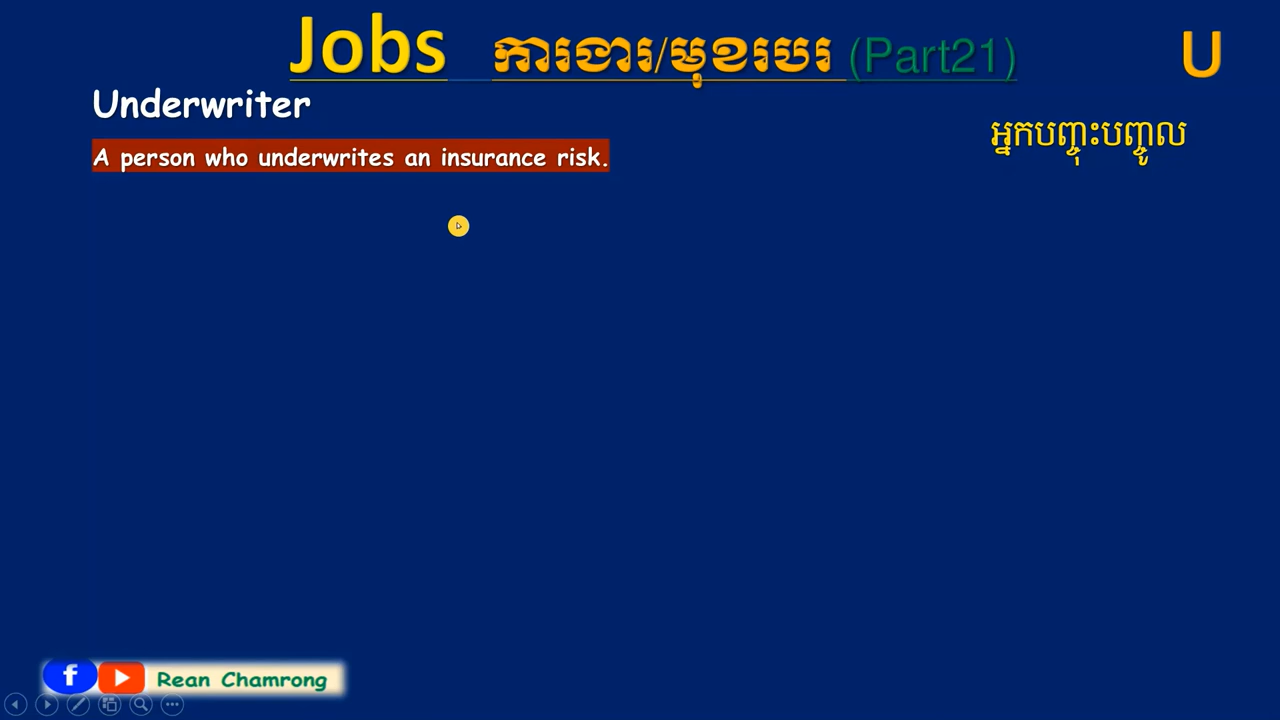 Jobs ការងារ/មុខរបរ (Part21)
U
Underwriter
អ្នកបញ្ចុះបញ្ចូល
A person who underwrites an insurance risk.
f Rean Chamrong